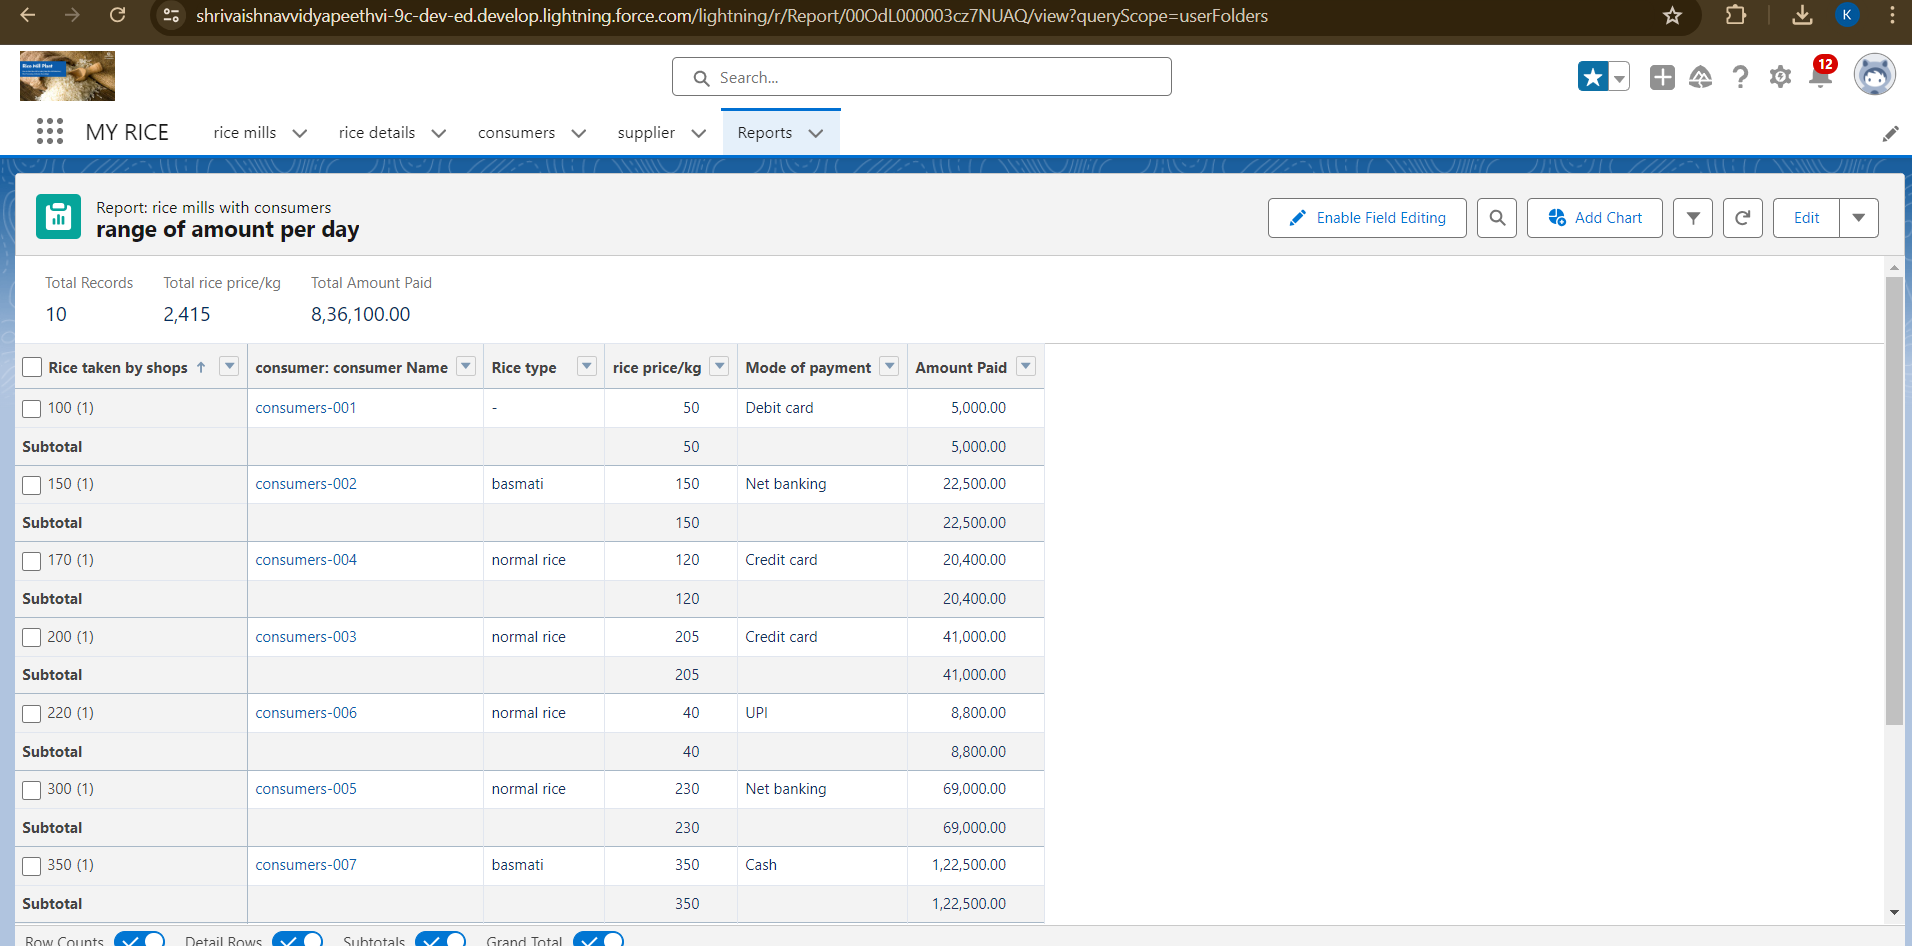 shrivaishnavvidyapeethvi-9c-dev-ed.develop.lightning.force.com/lightning/r/Report/00OdL000003cz7NUAQ/view?queryScope=userFolders
K
Rice Mill Plant
Search...
12
MY RICE
rice mills
rice details
consumers
supplier
Reports
Report: rice mills with consumers
range of amount per day
Enable Field Editing
Add Chart
Edit
Total Records Total rice price/kg Total Amount Paid
10 2,415 8,36,100.00
Rice taken by shops ↑ consumer: consumer Name Rice type rice price/kg Mode of payment Amount Paid
100 (1) consumers-001 - 50 Debit card 5,000.00
Subtotal 50 5,000.00
150 (1) consumers-002 basmati 150 Net banking 22,500.00
Subtotal 150 22,500.00
170 (1) consumers-004 normal rice 120 Credit card 20,400.00
Subtotal 120 20,400.00
200 (1) consumers-003 normal rice 205 Credit card 41,000.00
Subtotal 205 41,000.00
220 (1) consumers-006 normal rice 40 UPI 8,800.00
Subtotal 40 8,800.00
300 (1) consumers-005 normal rice 230 Net banking 69,000.00
Subtotal 230 69,000.00
350 (1) consumers-007 basmati 350 Cash 1,22,500.00
Subtotal 350 1,22,500.00
Row Counts Detail Rows Subtotals Grand Total